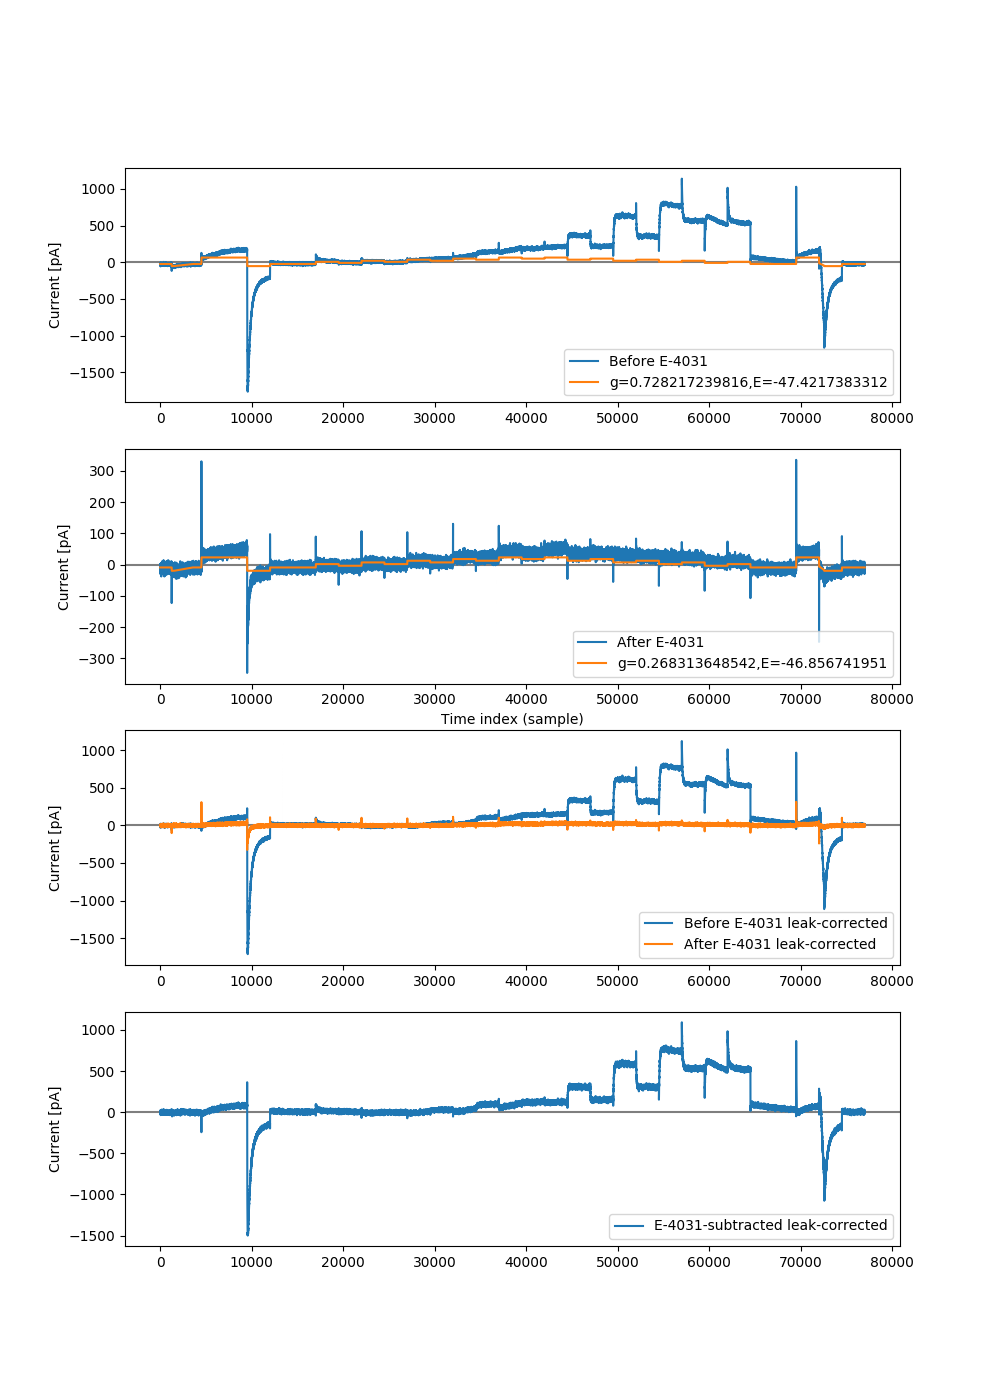 1000
500
0
−500
−1000
−1500
Current [pA]
Before E-4031
g=0.728217239816,E=-47.4217383312
0 10000 20000 30000 40000 50000 60000 70000 80000
300
200
100
0
−100
−200
−300
Current [pA]
After E-4031
g=0.268313648542,E=-46.856741951
0 10000 20000 30000 40000 50000 60000 70000 80000
Time index (sample)
1000
500
0
−500
−1000
−1500
Current [pA]
Before E-4031 leak-corrected
After E-4031 leak-corrected
0 10000 20000 30000 40000 50000 60000 70000 80000
1000
500
0
−500
−1000
−1500
Current [pA]
E-4031-subtracted leak-corrected
0 10000 20000 30000 40000 50000 60000 70000 80000